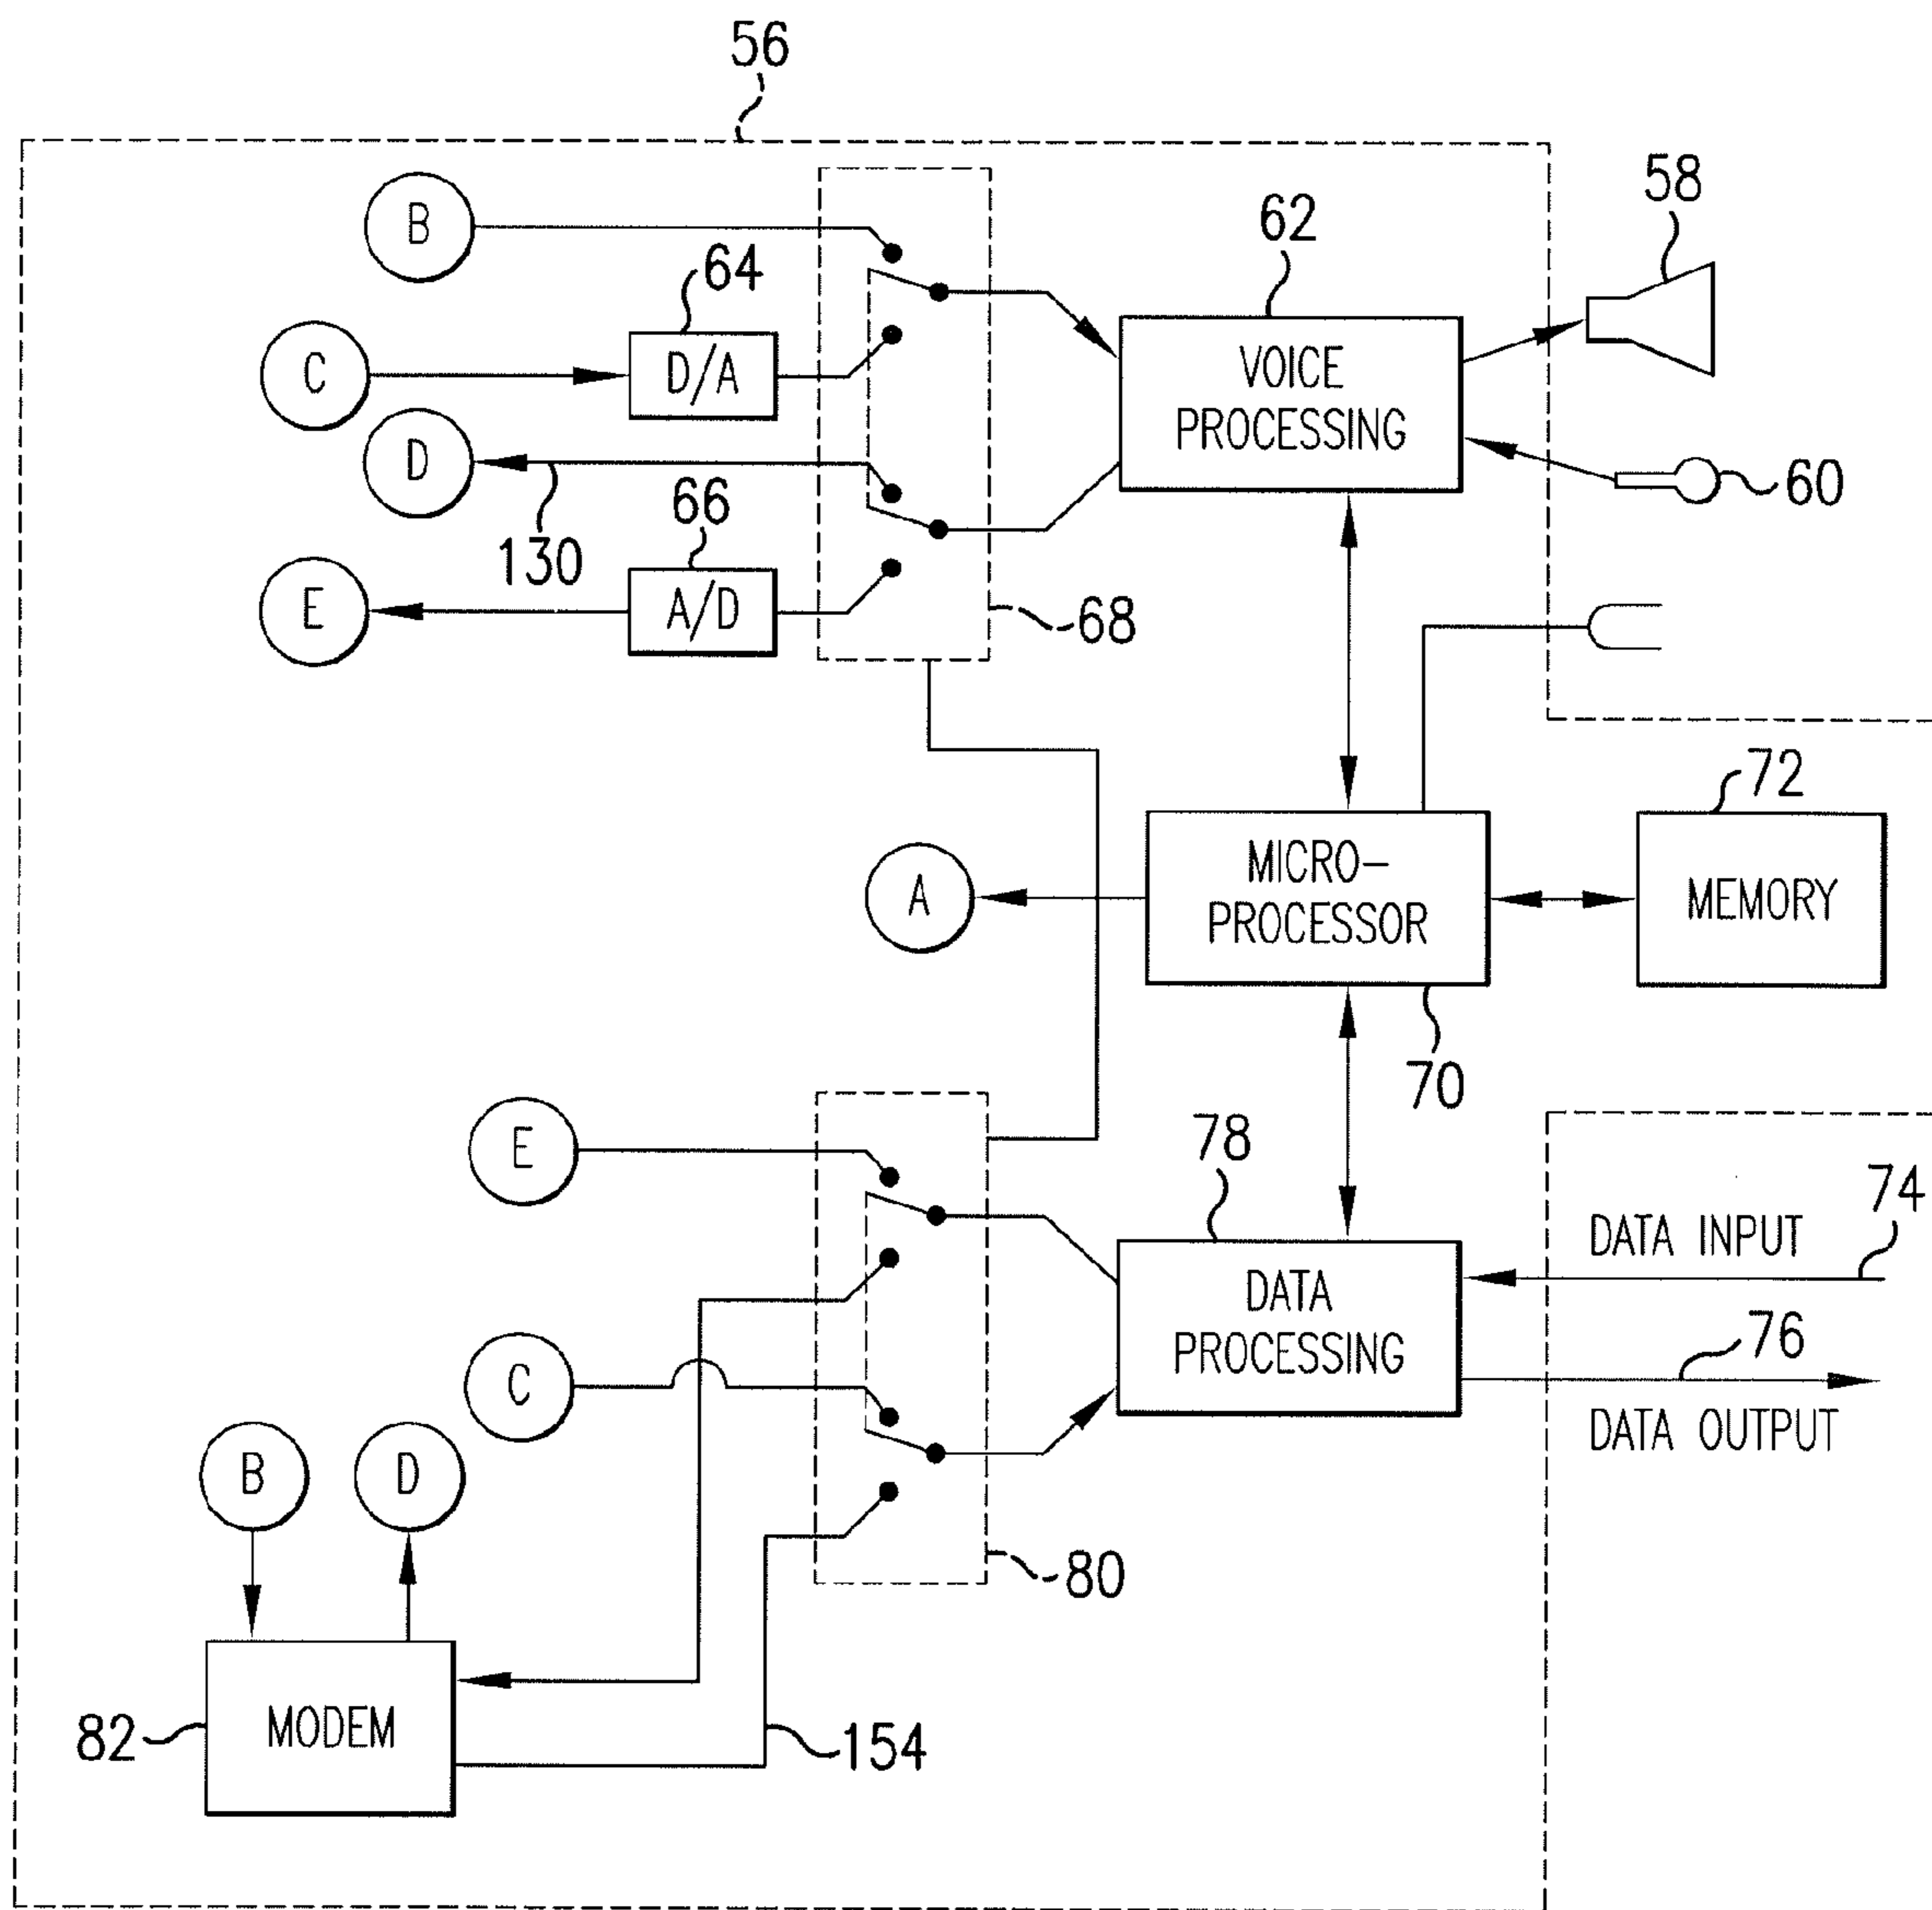 56
B
58
62
64
C
D/A
VOICE
PROCESSING
D
66
60
130
E
A/D
68
72
MICRO-
PROCESSOR
MEMORY
A
70
E
78
74
DATA INPUT
DATA
PROCESSING
76
C
DATA OUTPUT
B
D
80
MODEM
82
154